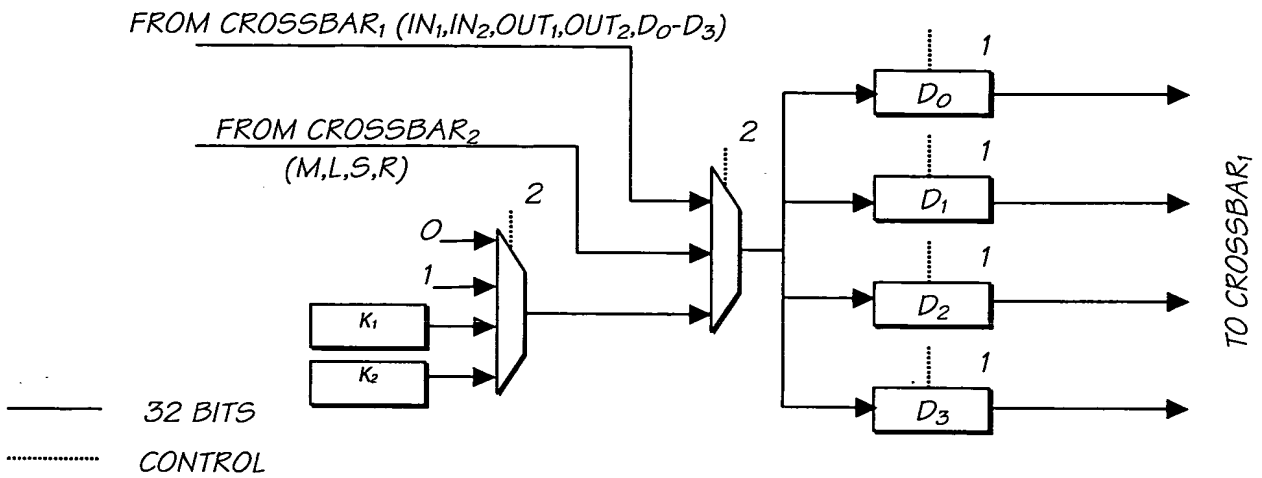 FROM CROSSBAR₁ (IN₁,IN₂,OUT₁,OUT₂,D₀-D₃)
1
D₀
FROM CROSSBAR₂
(M,L,S,R)
2
1
D₁
2
0
1
K₁
K₂
1
D₂
1
D₃
TO CROSSBAR₁
32 BITS
CONTROL